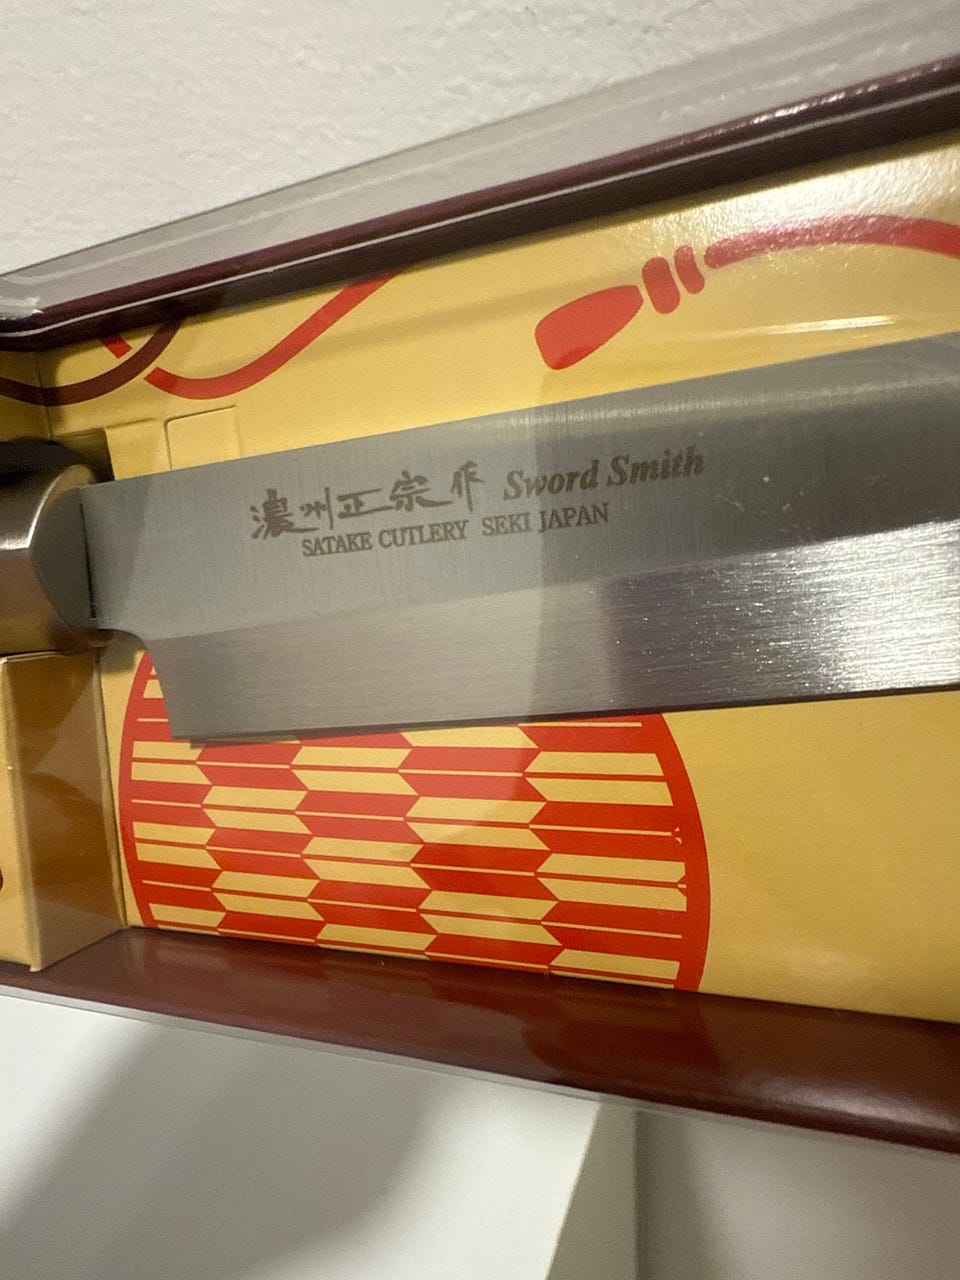 濃州正宗作 Sword Smith
SATAKE CUTLERY SEKI JAPAN